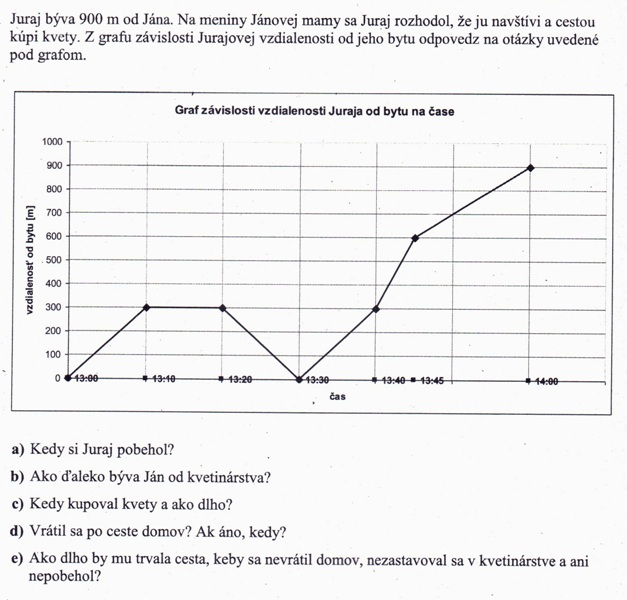 Juraj býva 900 m od Jána. Na meniny Jánovej mamy sa Juraj rozhodol, že ju navštívi a cestou
kúpi kvety. Z grafu závislosti Jurajovej vzdialenosti od jeho bytu odpovedz na otázky uvedené
pod grafom.
Graf závislosti vzdialenosti Juraja od bytu na čase
vzdialenosť od bytu [m]
1000
900
800
700
600
500
400
300
200
100
0
13:00 13:10 13:20 13:30 13:40 13:45 14:00
čas
a) Kedy si Juraj pobehol?
b) Ako ďaleko býva Ján od kvetinárstva?
c) Kedy kupoval kvety a ako dlho?
d) Vrátil sa po ceste domov? Ak áno, kedy?
e) Ako dlho by mu trvala cesta, keby sa nevrátil domov, nezastavoval sa v kvetinárstve a ani
nepobehol?